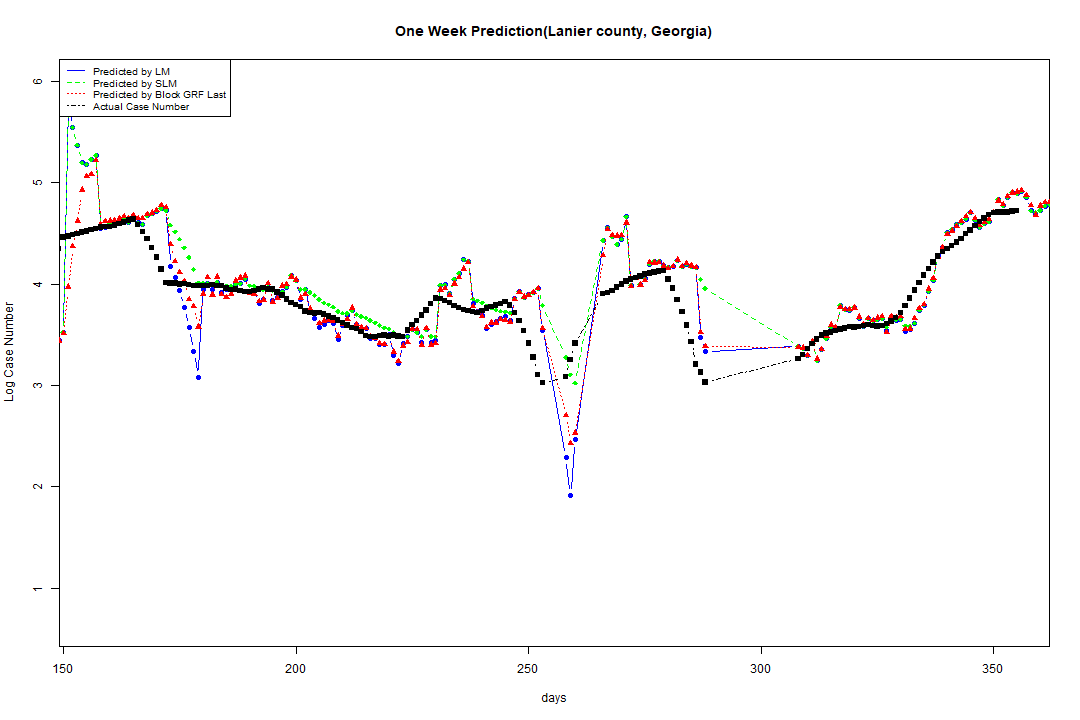 One Week Prediction(Lanier county, Georgia)
Predicted by LM
Predicted by SLM
Predicted by Block GRF Last
Actual Case Number
6
5
4
3
2
1
Log Case Number
150 200 250 300 350
days